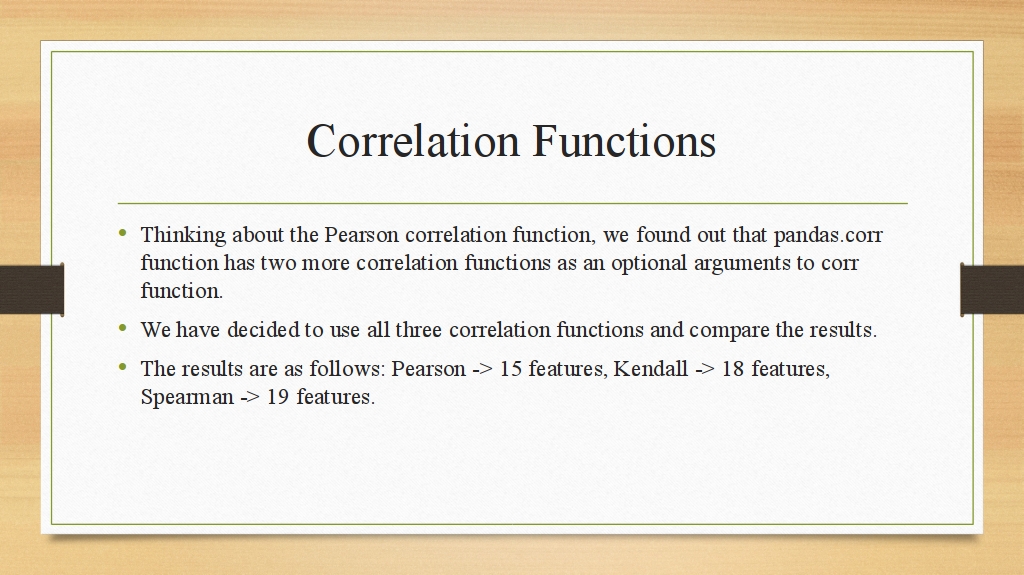 Correlation Functions
• Thinking about the Pearson correlation function, we found out that pandas.corr
function has two more correlation functions as an optional arguments to corr
function.
• We have decided to use all three correlation functions and compare the results.
• The results are as follows: Pearson -> 15 features, Kendall -> 18 features,
Spearman -> 19 features.